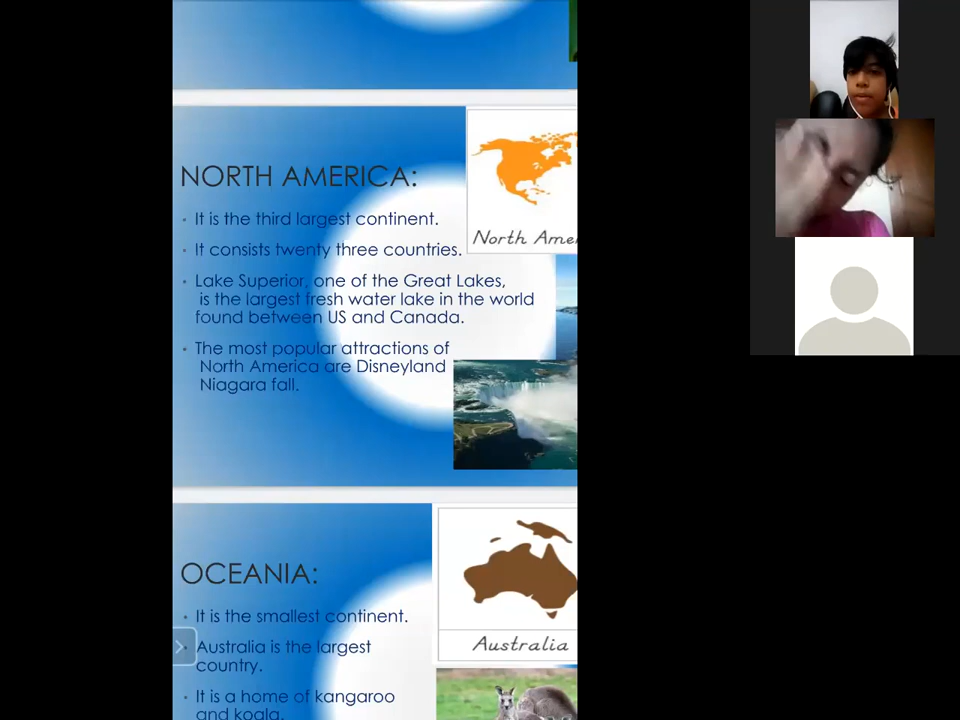 NORTH AMERICA:
It is the third largest continent.
It consists twenty three countries.
Lake Superior, one of the Great Lakes,
is the largest fresh water lake in the world
found between US and Canada.
The most popular attractions of
North America are Disneyland
Niagara fall.
North Amer
OCEANIA:
It is the smallest continent.
Australia is the largest
country.
It is a home of kangaroo
and koala.
Australia